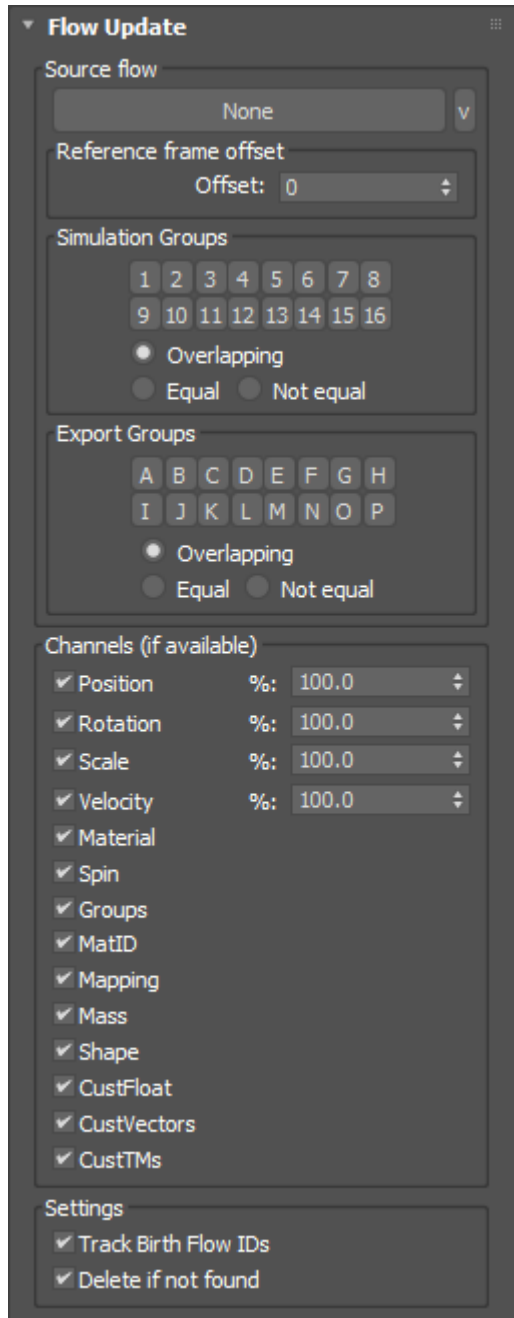 Flow Update
Source flow
None v
Reference frame offset
Offset: 0
Simulation Groups
1 2 3 4 5 6 7 8
9 10 11 12 13 14 15 16
Overlapping
Equal Not equal
Export Groups
A B C D E F G H
I J K L M N O P
Overlapping
Equal Not equal
Channels (if available)
Position %: 100.0
Rotation %: 100.0
Scale %: 100.0
Velocity %: 100.0
Material
Spin
Groups
MatID
Mapping
Mass
Shape
CustFloat
CustVectors
CustTMs
Settings
Track Birth Flow IDs
Delete if not found